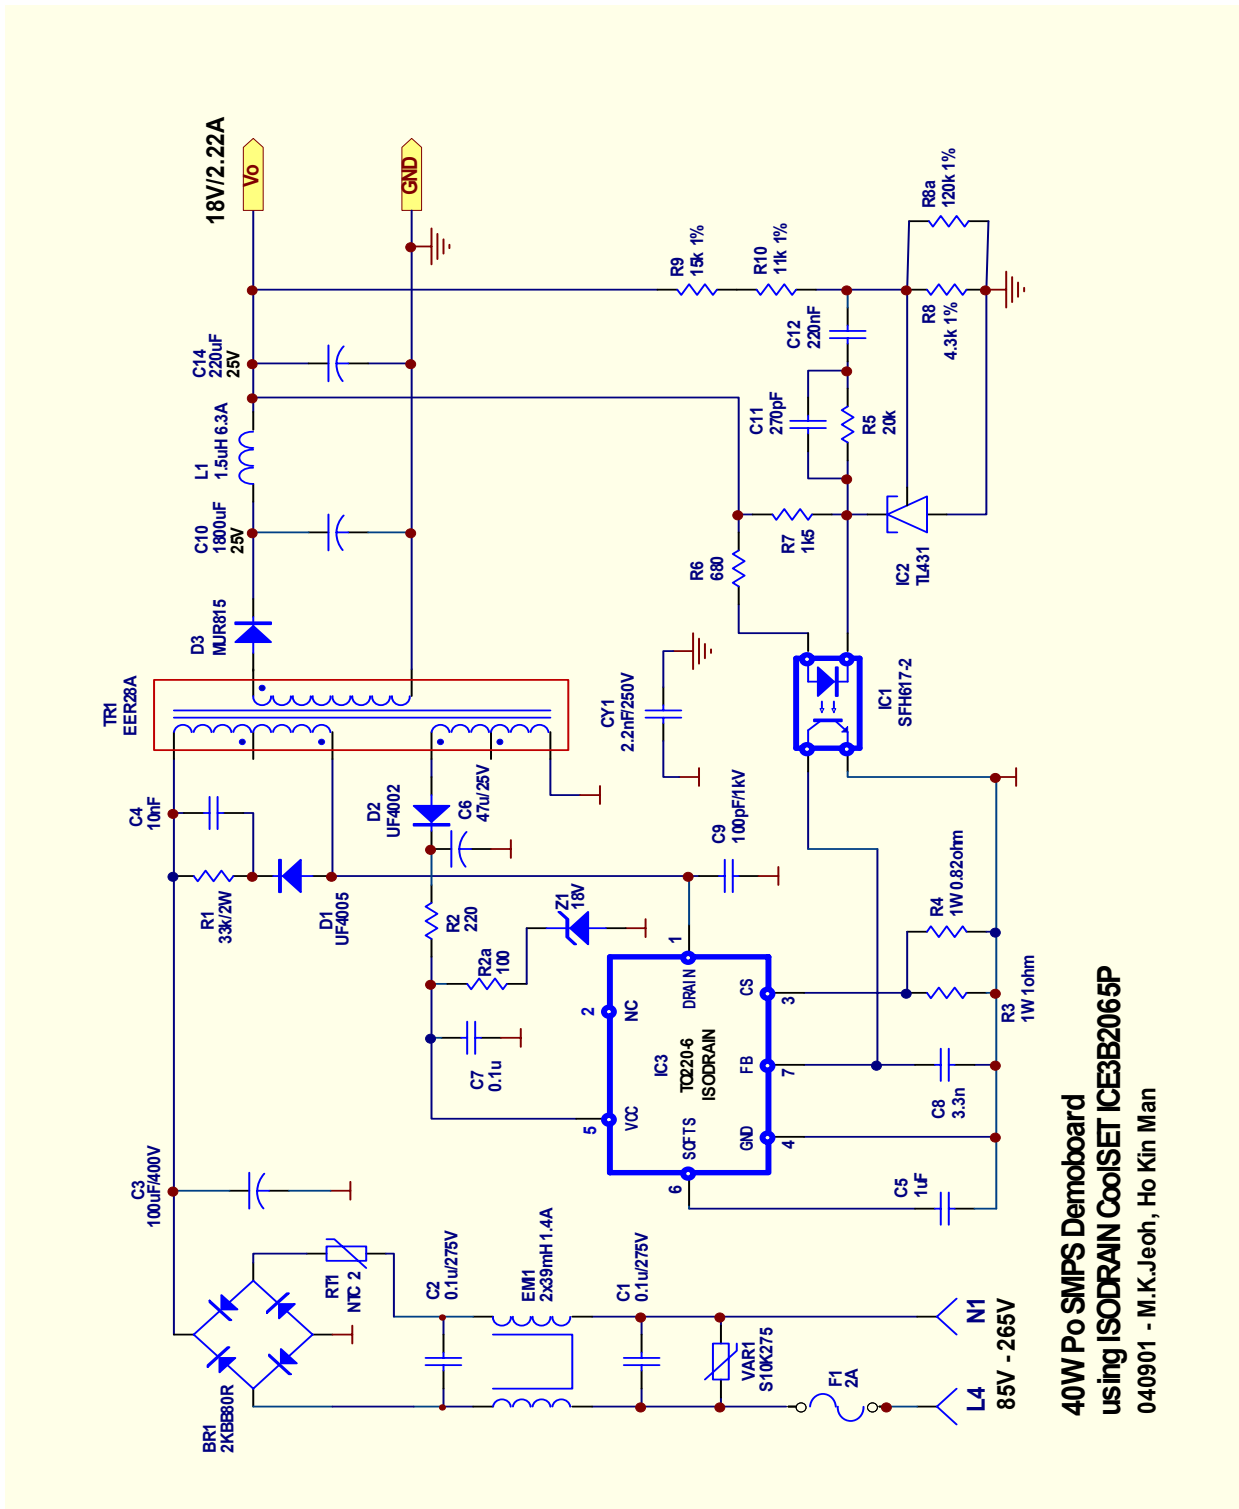 18V/2.22A
Vo
GND
R8a
120k 1%
R9
15k 1%
R10
11k 1%
R8
4.3k 1%
C12
220nF
C14
220uF
25V
L1
1.5uH 6.3A
C11
270pF
R5
20k
C10
1800uF
25V
R7
1k5
R6
680
IC2
TL431
D3
MUR815
TR1
EER28A
CY1
2.2nF/250V
IC1
SFH617-2
C4
10nF
D2
UF4002
C6
47u/25V
C9
100pF/1kV
R1
33k/2W
D1
UF4005
R2
220
Z1
18V
R4
1W 0.82ohm
R2a
100
R3
1W 1ohm
C7
0.1u
IC3
TO220-6
ISODRAIN
1
DRAIN
2
NC
3
CS
7
FB
5
VCC
4
GND
6
SOFTS
C8
3.3n
C5
1uF
C3
100uF/400V
RT1
NTC 2
C2
0.1u/275V
EMI1
2x39mH 1.4A
C1
0.1u/275V
BR1
2KBB80R
VAR1
S10K275
F1
2A
N1
L4
85V - 265V
40W Po SMPS Demoboard
using ISODRAIN CoolSET ICE3B2065P
040901 - M.K.Jeoh, Ho Kin Man